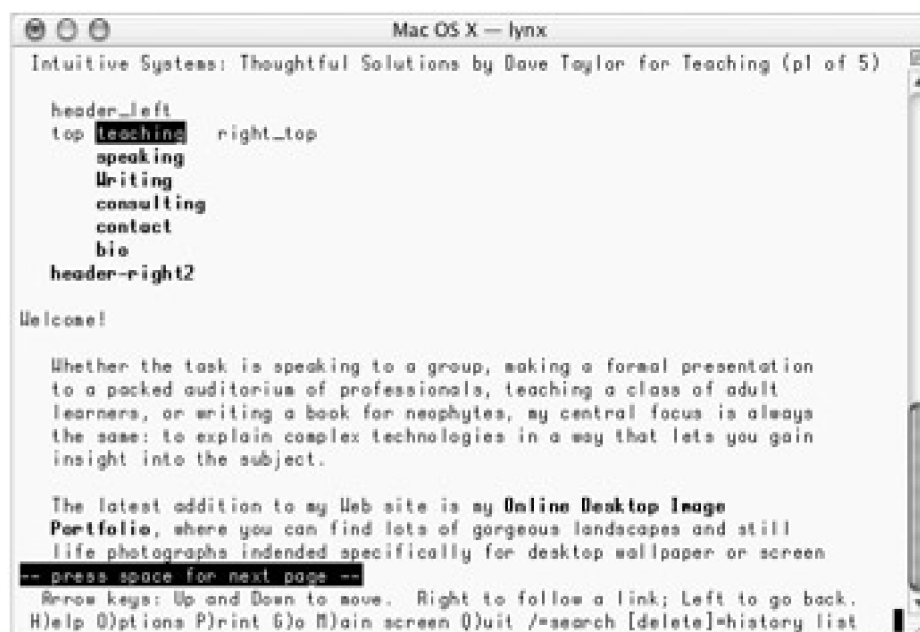 Mac OS X — lynx
Intuitive Systems: Thoughtful Solutions by Dave Taylor for Teaching (p1 of 5)
header_left
top teaching right_top
speaking
Writing
consulting
contact
bio
header-right2
Welcome!
Whether the task is speaking to a group, making a formal presentation
to a packed auditorium of professionals, teaching a class of adult
learners, or writing a book for neophytes, my central focus is always
the same: to explain complex technologies in a way that lets you gain
insight into the subject.
The latest addition to my Web site is my Online Desktop Image
Portfolio, where you can find lots of gorgeous landscapes and still
life photographs indended specifically for desktop wallpaper or screen
-- press space for next page --
Arrow keys: Up and Down to move. Right to follow a link; Left to go back.
H)elp O)ptions P)rint G)o M)ain screen Q)uit /=search [delete]=history list